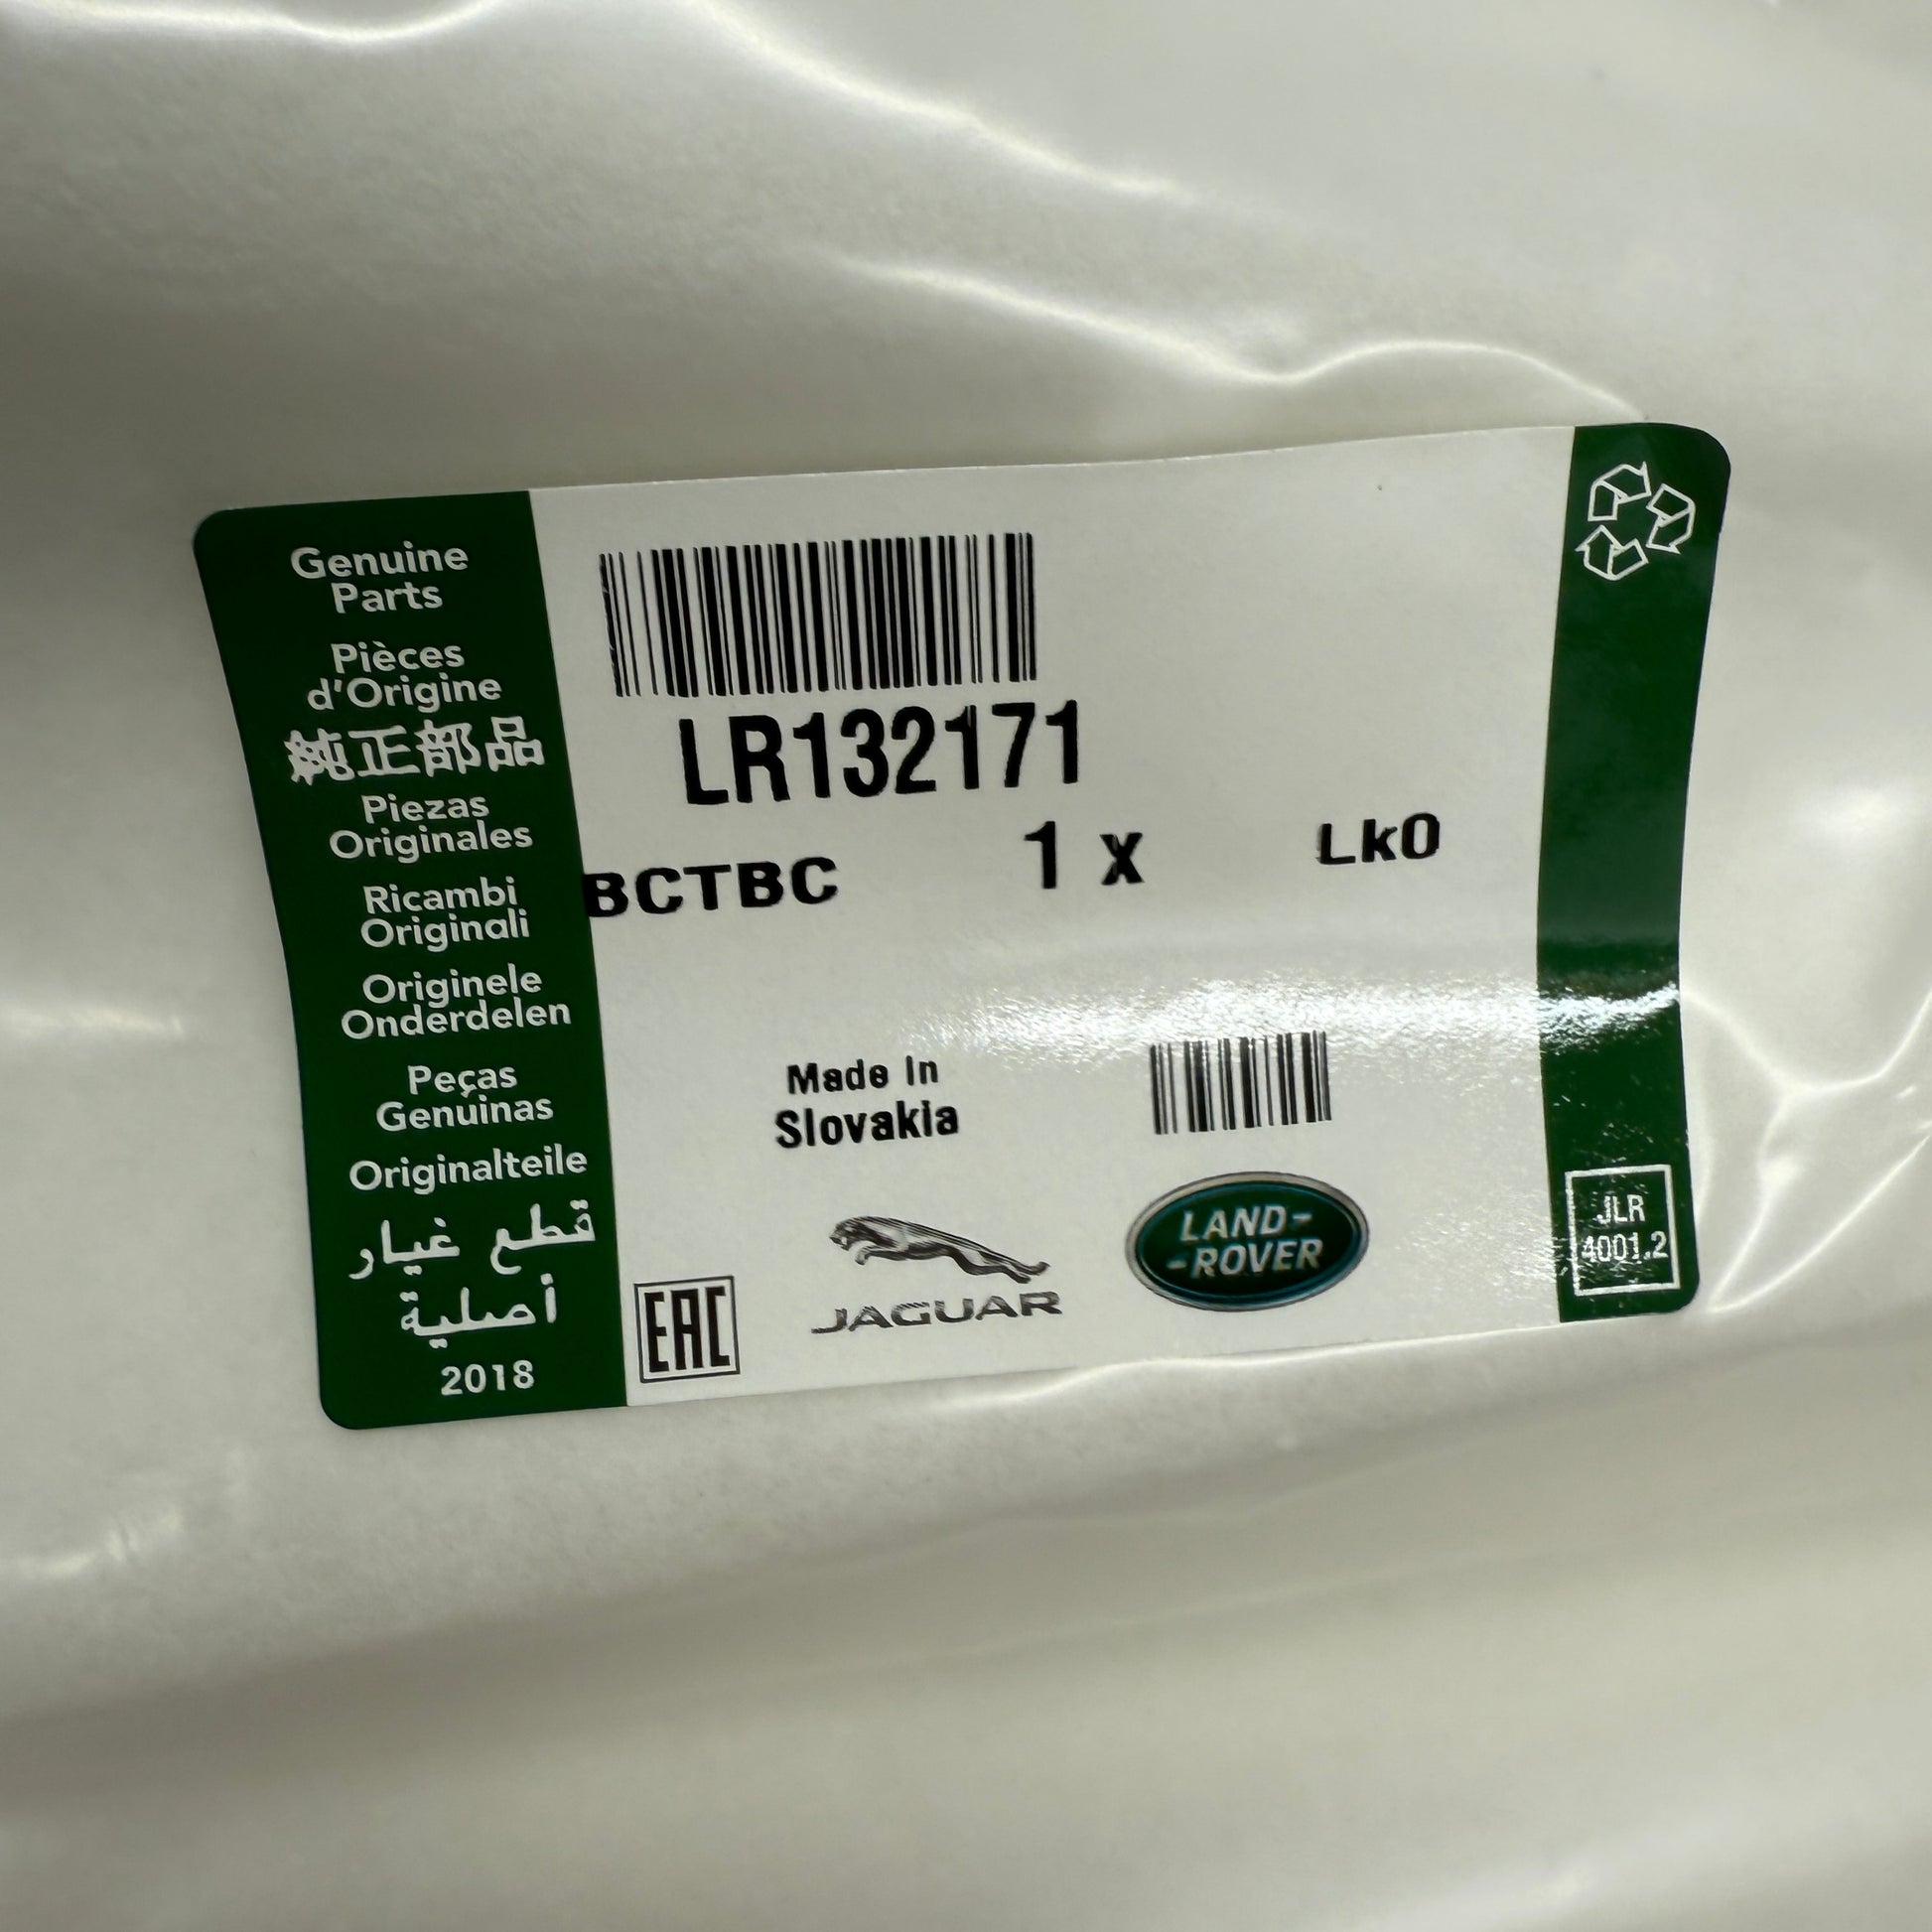 Genuine
Parts
Pièces
d'Origine
純正部品
Piezas
Originales
Ricambi
Originali
Originele
Onderdelen
Peças
Genuinas
Originalteile
قطع غيار
أصلية
2018
LR132171
BCTBC 1 x Lk0
Made In
Slovakia
EAC
JAGUAR
LAND-
-ROVER
JLR
4001.2